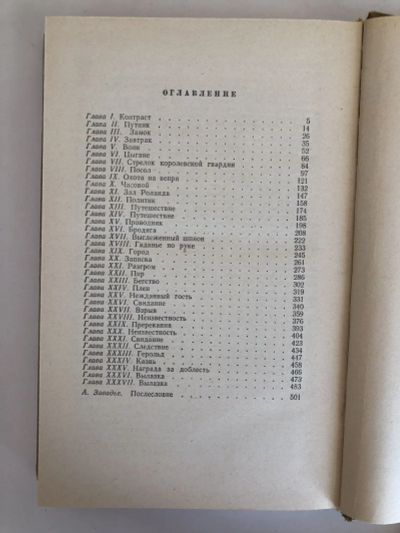 ОГЛАВЛЕНИЕ
Глава I. Контраст 5
Глава II. Путник 14
Глава III. Замок 26
Глава IV. Завтрак 35
Глава V. Воин 52
Глава VI. Цыгане 66
Глава VII. Стрелок королевской гвардии 84
Глава VIII. Посол 97
Глава IX. Охота на вепря 121
Глава X. Часовой 132
Глава XI. Зал Роланда 147
Глава XII. Политик 158
Глава XIII. Путешествие 174
Глава XIV. Путешествие 185
Глава XV. Проводник 198
Глава XVI. Бродяга 208
Глава XVII. Выслеженный шпион 222
Глава XVIII. Гаданье по руке 233
Глава XIX. Город 245
Глава XX. Записка 261
Глава XXI. Разгром 273
Глава XXII. Пир 286
Глава XXIII. Бегство 302
Глава XXIV. Плен 319
Глава XXV. Нежданный гость 331
Глава XXVI. Свидание 340
Глава XXVII. Взрыв 359
Глава XXVIII. Неизвестность 376
Глава XXIX. Пререкания 393
Глава XXX. Неизвестность 404
Глава XXXI. Свидание 423
Глава XXXII. Следствие 434
Глава XXXIII. Герольд 447
Глава XXXIV. Казнь 458
Глава XXXV. Награда за доблесть 466
Глава XXXVI. Вылазка 473
Глава XXXVII. Вылазка 483
А. Западье. Послесловие 501